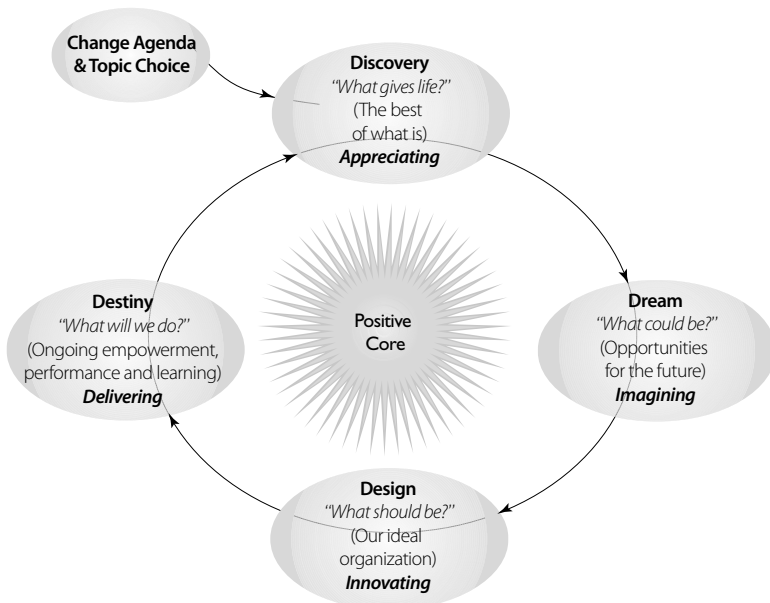 Change Agenda
& Topic Choice
Discovery
“What gives life?”
(The best
of what is)
Appreciating
Dream
“What could be?”
(Opportunities
for the future)
Imagining
Design
“What should be?”
(Our ideal
organization)
Innovating
Destiny
“What will we do?”
(Ongoing empowerment,
performance and learning)
Delivering
Positive
Core